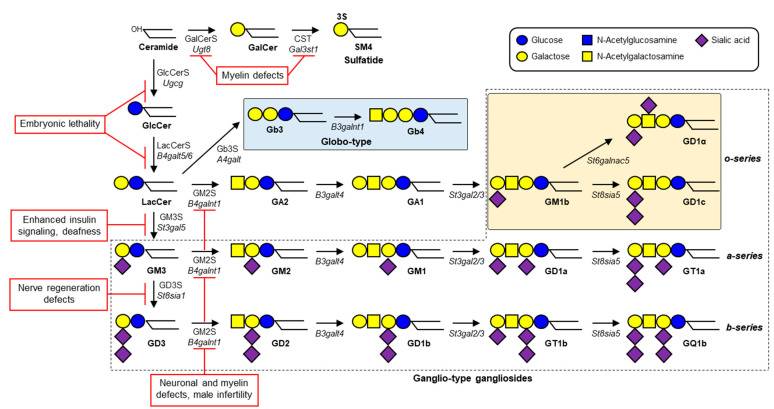 OH
Ceramide
GalCerS
Ugt8
GalCer
CST
Gal3st1
3S
SM4
Sulfatide
Glucose
N-Acetylglucosamine
Sialic acid
Galactose
N-Acetylgalactosamine
Myelin defects
GlcCerS
Ugcg
Embryonic lethality
GlcCer
LacCerS
B4galt5/6
Gb3S
A4galt
Gb3
B3galnt1
Gb4
Globo-type
St6galnac5
GD1α
o-series
LacCer
GM2S
B4galnt1
GA2
B3galt4
GA1
St3gal2/3
GM1b
St8sia5
GD1c
Enhanced insulin
signaling, deafness
GM3S
St3gal5
GM3
GM2S
B4galnt1
GM2
B3galt4
GM1
St3gal2/3
GD1a
St8sia5
GT1a
a-series
Nerve regeneration
defects
GD3S
St8sia1
GD3
GM2S
B4galnt1
GD2
B3galt4
GD1b
St3gal2/3
GT1b
St8sia5
GQ1b
b-series
Neuronal and myelin
defects, male infertility
Ganglio-type gangliosides